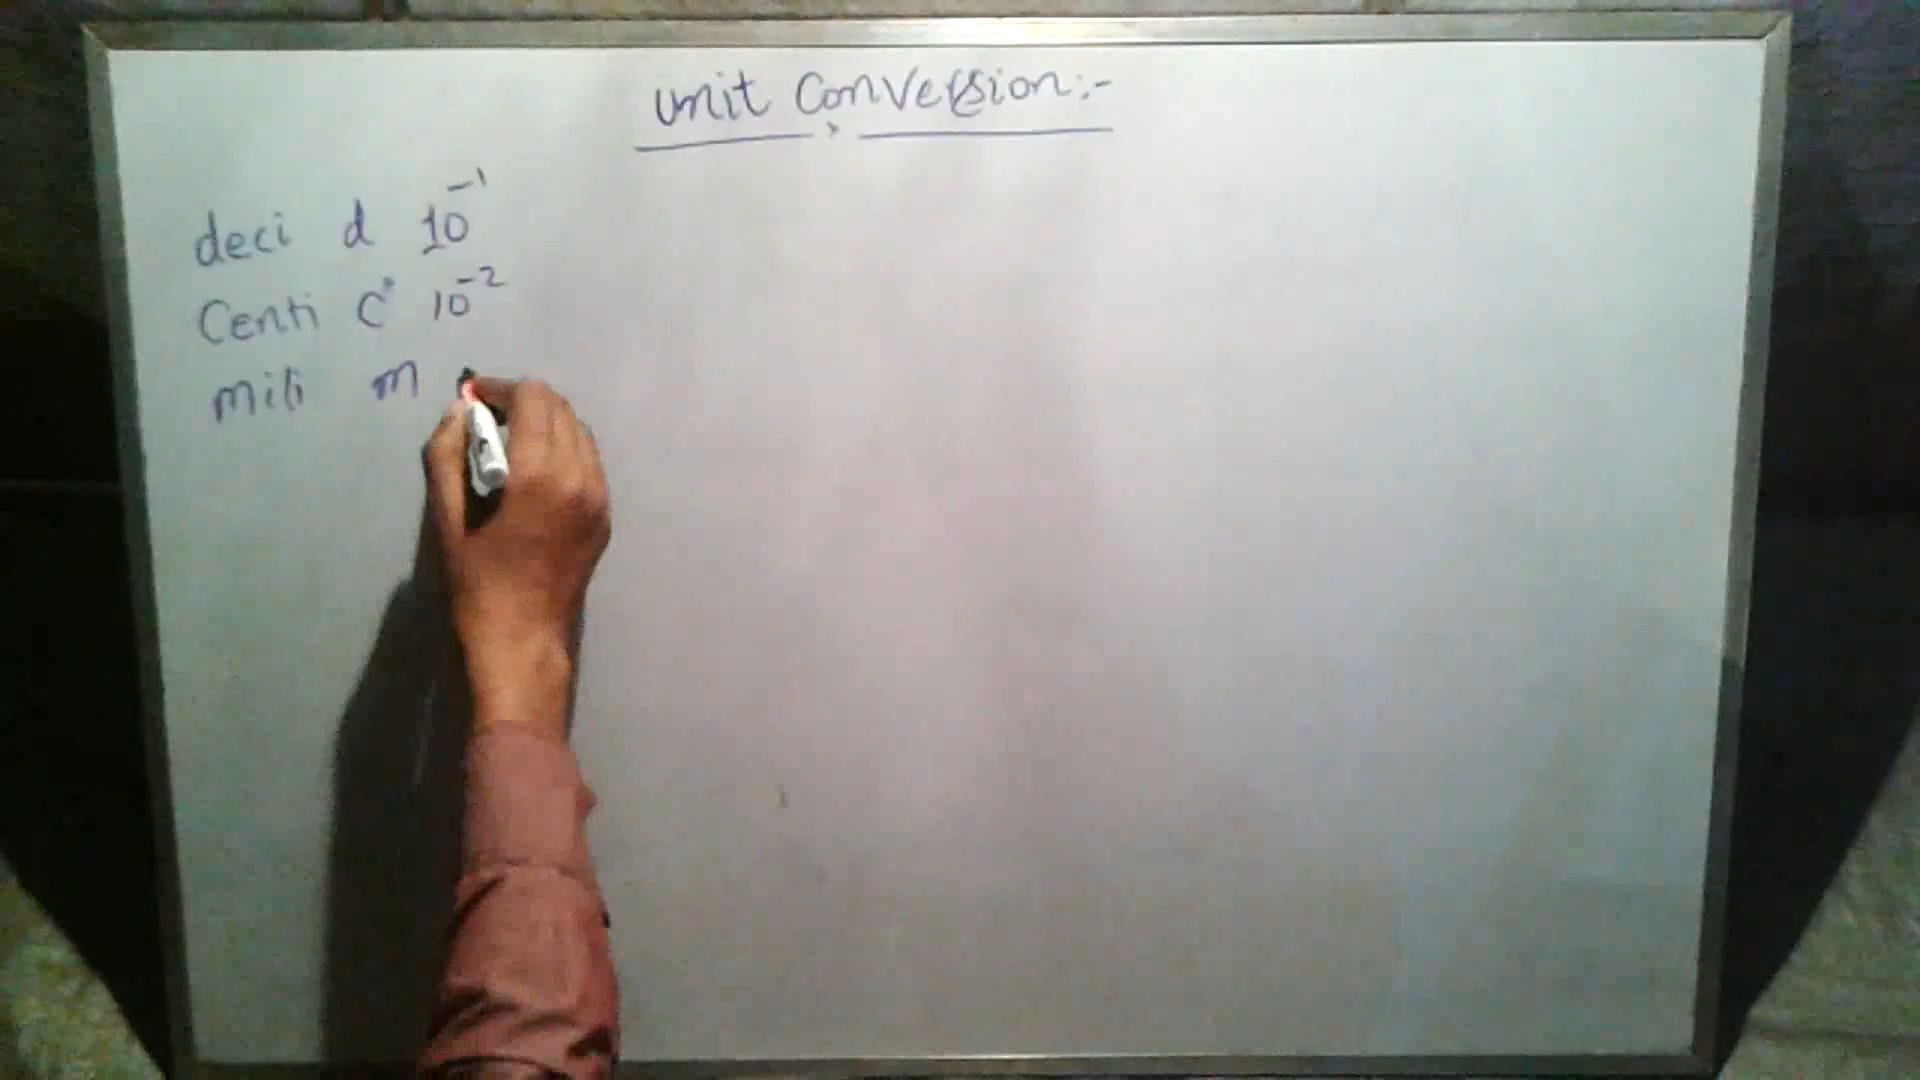 unit Conversion:-
deci d 10⁻¹
Centi C 10⁻²
mili m